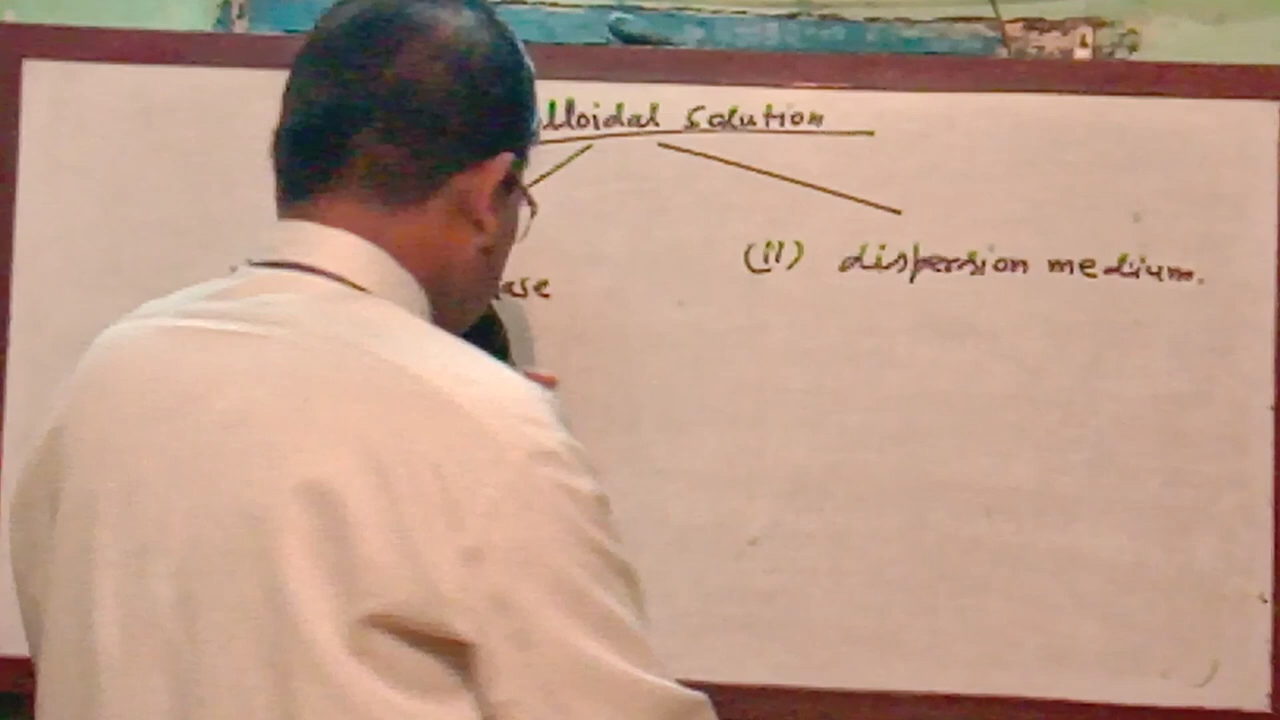 lloidal solution
(ii) dispersion medium.
ase